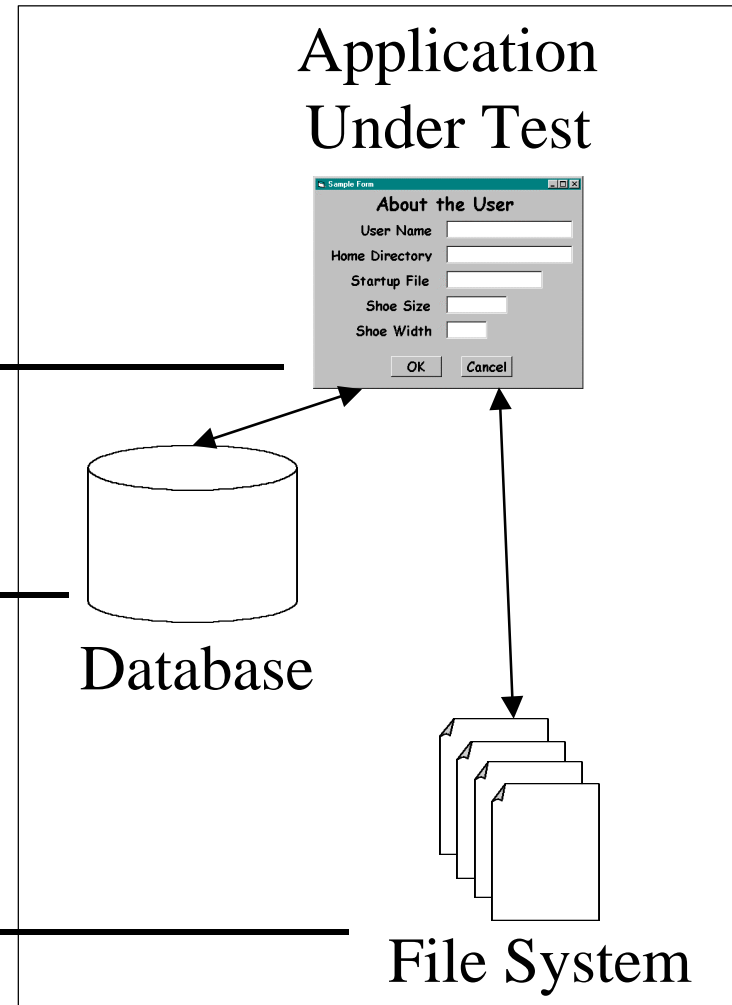 Application
Under Test
Sample Form
About the User
User Name
Home Directory
Startup File
Shoe Size
Shoe Width
OK Cancel
Database
File System